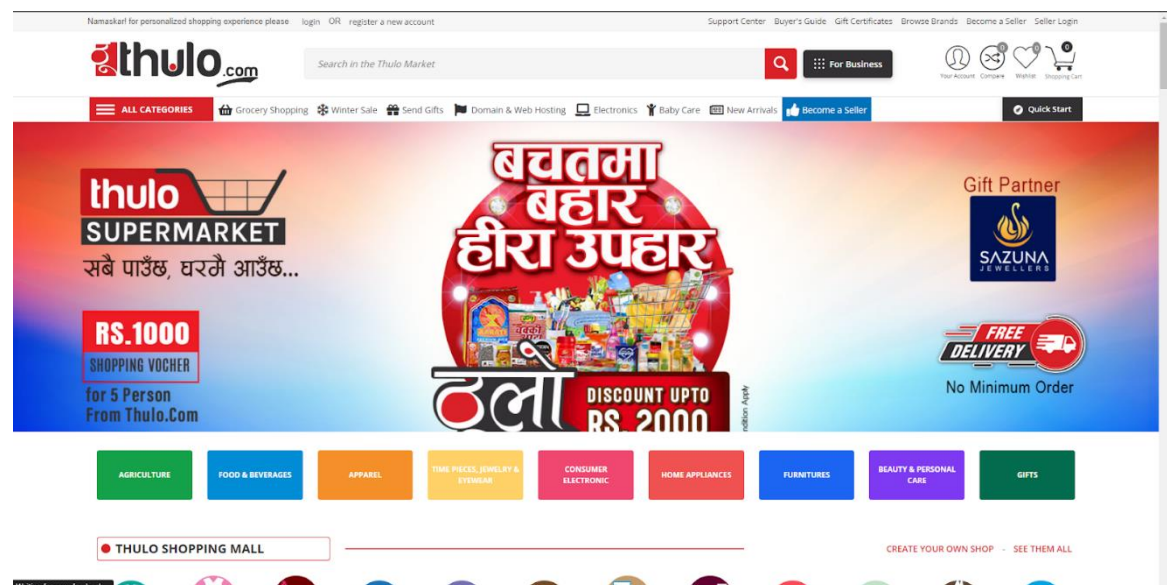 Namaskar! for personalized shopping experience please login OR register a new account
Support Center Buyer's Guide Gift Certificates Browse Brands Become a Seller Seller Login
thulo.com
Search in the Thulo Market
For Business
Your Account Compare Wishlist Shopping Cart
0 0 0
ALL CATEGORIES Grocery Shopping Winter Sale Send Gifts Domain & Web Hosting Electronics Baby Care New Arrivals Become a Seller Quick Start
thulo
SUPERMARKET
सबै पाउँछ, घरमै आउँछ...
RS.1000
SHOPPING VOCHER
for 5 Person
From Thulo.Com
बचतमा
बहार
हीरा उपहार
DISCOUNT UPTO
RS. 2000
ndition Apply
Gift Partner
SAZUNA
JEWELLERS
FREE
DELIVERY
No Minimum Order
AGRICULTURE
FOOD & BEVERAGES
APPAREL
TIME PIECES, JEWELRY &
EYEWEAR
CONSUMER
ELECTRONIC
HOME APPLIANCES
FURNITURES
BEAUTY & PERSONAL
CARE
GIFTS
THULO SHOPPING MALL
CREATE YOUR OWN SHOP - SEE THEM ALL